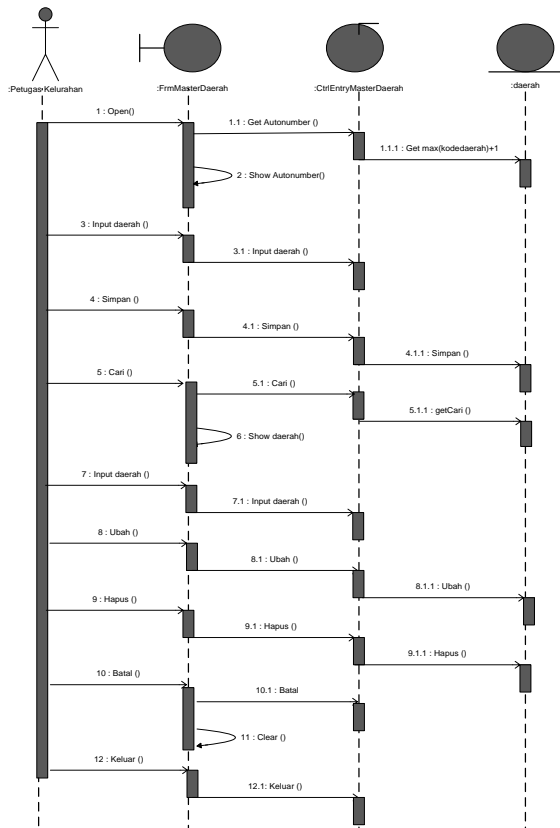 :Petugas Kelurahan
:FrmMasterDaerah
:CtrlEntryMasterDaerah
:daerah
1 : Open()
1.1 : Get Autonumber ()
1.1.1 : Get max(kodedaerah)+1
2 : Show Autonumber()
3 : Input daerah ()
3.1 : Input daerah ()
4 : Simpan ()
4.1 : Simpan ()
4.1.1 : Simpan ()
5 : Cari ()
5.1 : Cari ()
5.1.1 : getCari ()
6 : Show daerah()
7 : Input daerah ()
7.1 : Input daerah ()
8 : Ubah ()
8.1 : Ubah ()
8.1.1 : Ubah ()
9 : Hapus ()
9.1 : Hapus ()
9.1.1 : Hapus ()
10 : Batal ()
10.1 : Batal
11 : Clear ()
12 : Keluar ()
12.1: Keluar ()